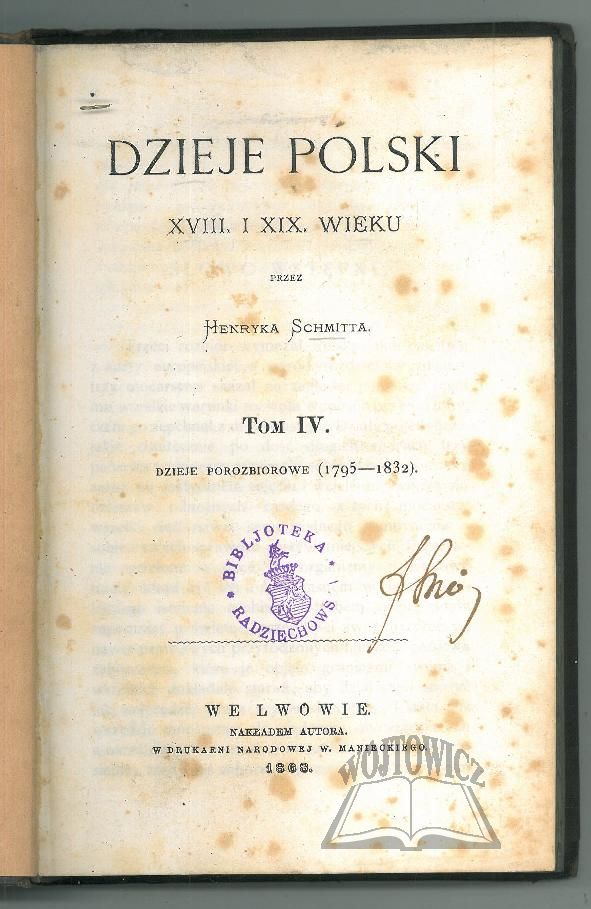 DZIEJE POLSKI
XVIII. I XIX. WIEKU
PRZEZ
HENRYKA SCHMITTA.
TOM IV.
DZIEJE POROZBIOROWE (1795—1832).
* BIBLJOTEKA *
RADZIĘCHOWS
WE LWOWIE.
NAKŁADEM AUTORA.
W DRUKARNI NARODOWEJ W. MANIECKIEGO.
1868.
WÓJTOWICZ